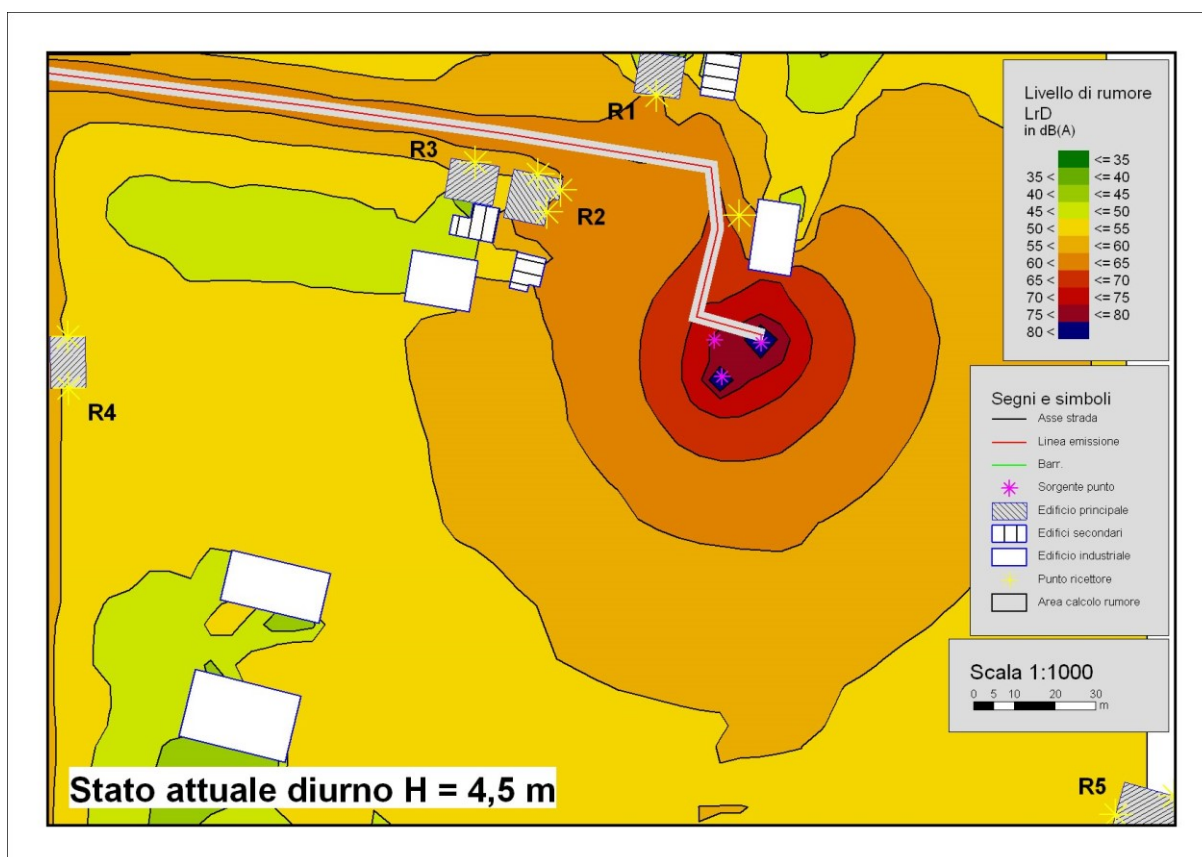 R1
R3
R2
R4
R5
Stato attuale diurno H = 4,5 m
Livello di rumore
LrD
in dB(A)
<= 35
35 < <= 40
40 < <= 45
45 < <= 50
50 < <= 55
55 < <= 60
60 < <= 65
65 < <= 70
70 < <= 75
75 < <= 80
80 <
Segni e simboli
Asse strada
Linea emissione
Barr.
Sorgente punto
Edificio principale
Edifici secondari
Edificio industriale
Punto ricettore
Area calcolo rumore
Scala 1:1000
0 5 10 20 30
m